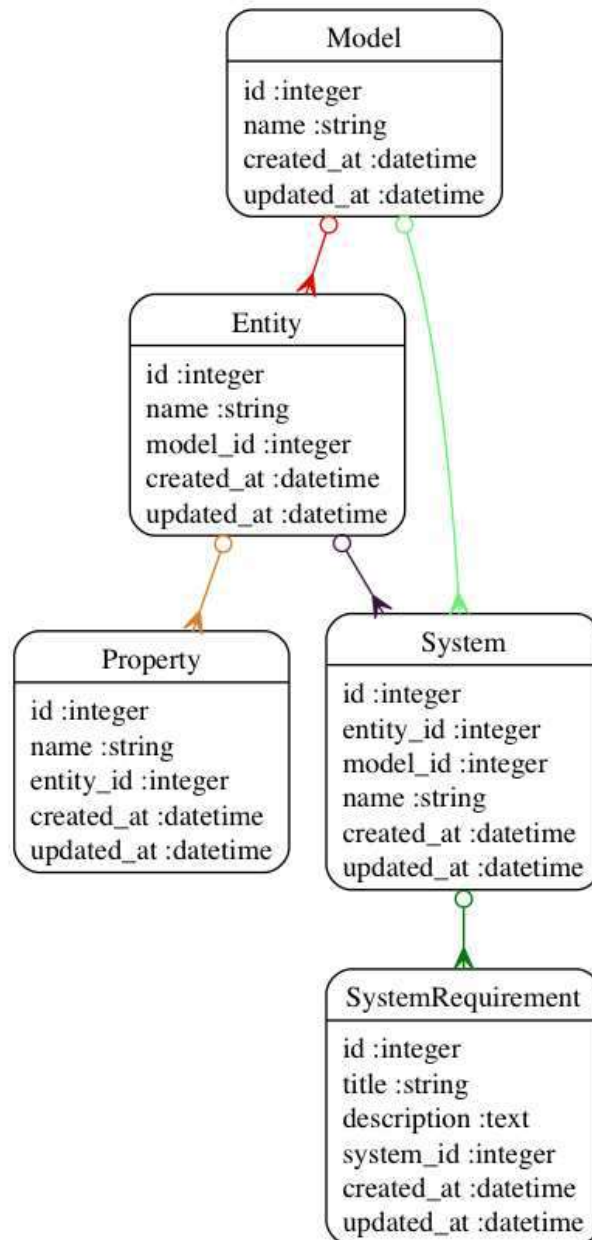 Model
id :integer
name :string
created_at :datetime
updated_at :datetime
Entity
id :integer
name :string
model_id :integer
created_at :datetime
updated_at :datetime
Property
id :integer
name :string
entity_id :integer
created_at :datetime
updated_at :datetime
System
id :integer
entity_id :integer
model_id :integer
name :string
created_at :datetime
updated_at :datetime
SystemRequirement
id :integer
title :string
description :text
system_id :integer
created_at :datetime
updated_at :datetime